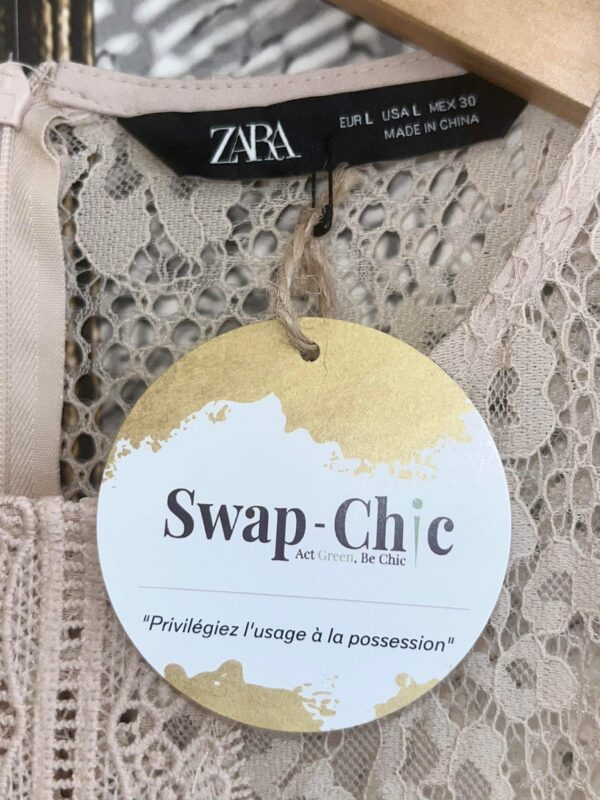 ZARA
EUR L USA L MEX 30
MADE IN CHINA
Swap-Chic
Act Green, Be Chic
"Privilégiez l'usage à la possession"